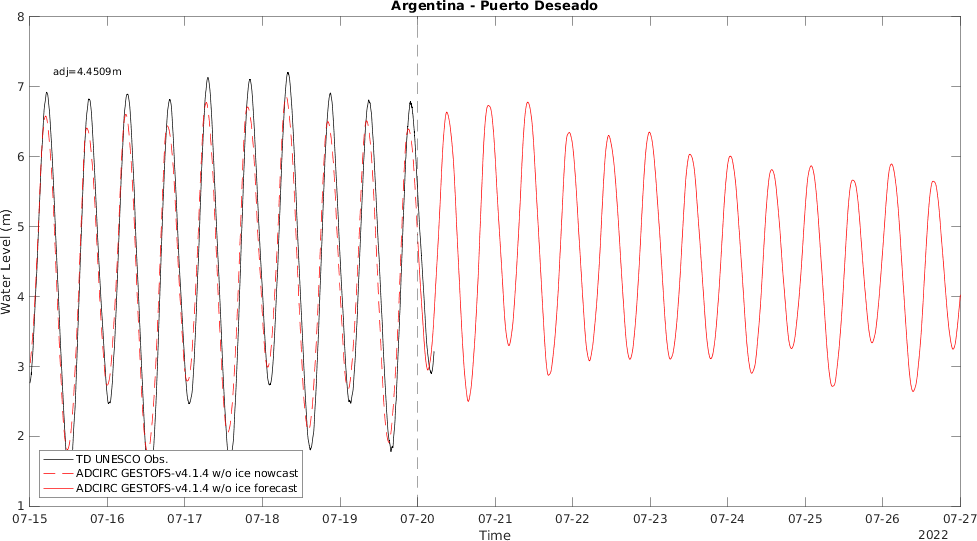 Argentina - Puerto Deseado
8
7
6
5
4
3
2
1
Water Level (m)
adj=4.4509m
TD UNESCO Obs.
ADCIRC GESTOFS-v4.1.4 w/o ice nowcast
ADCIRC GESTOFS-v4.1.4 w/o ice forecast
07-15 07-16 07-17 07-18 07-19 07-20 07-21 07-22 07-23 07-24 07-25 07-26 07-27
Time
2022